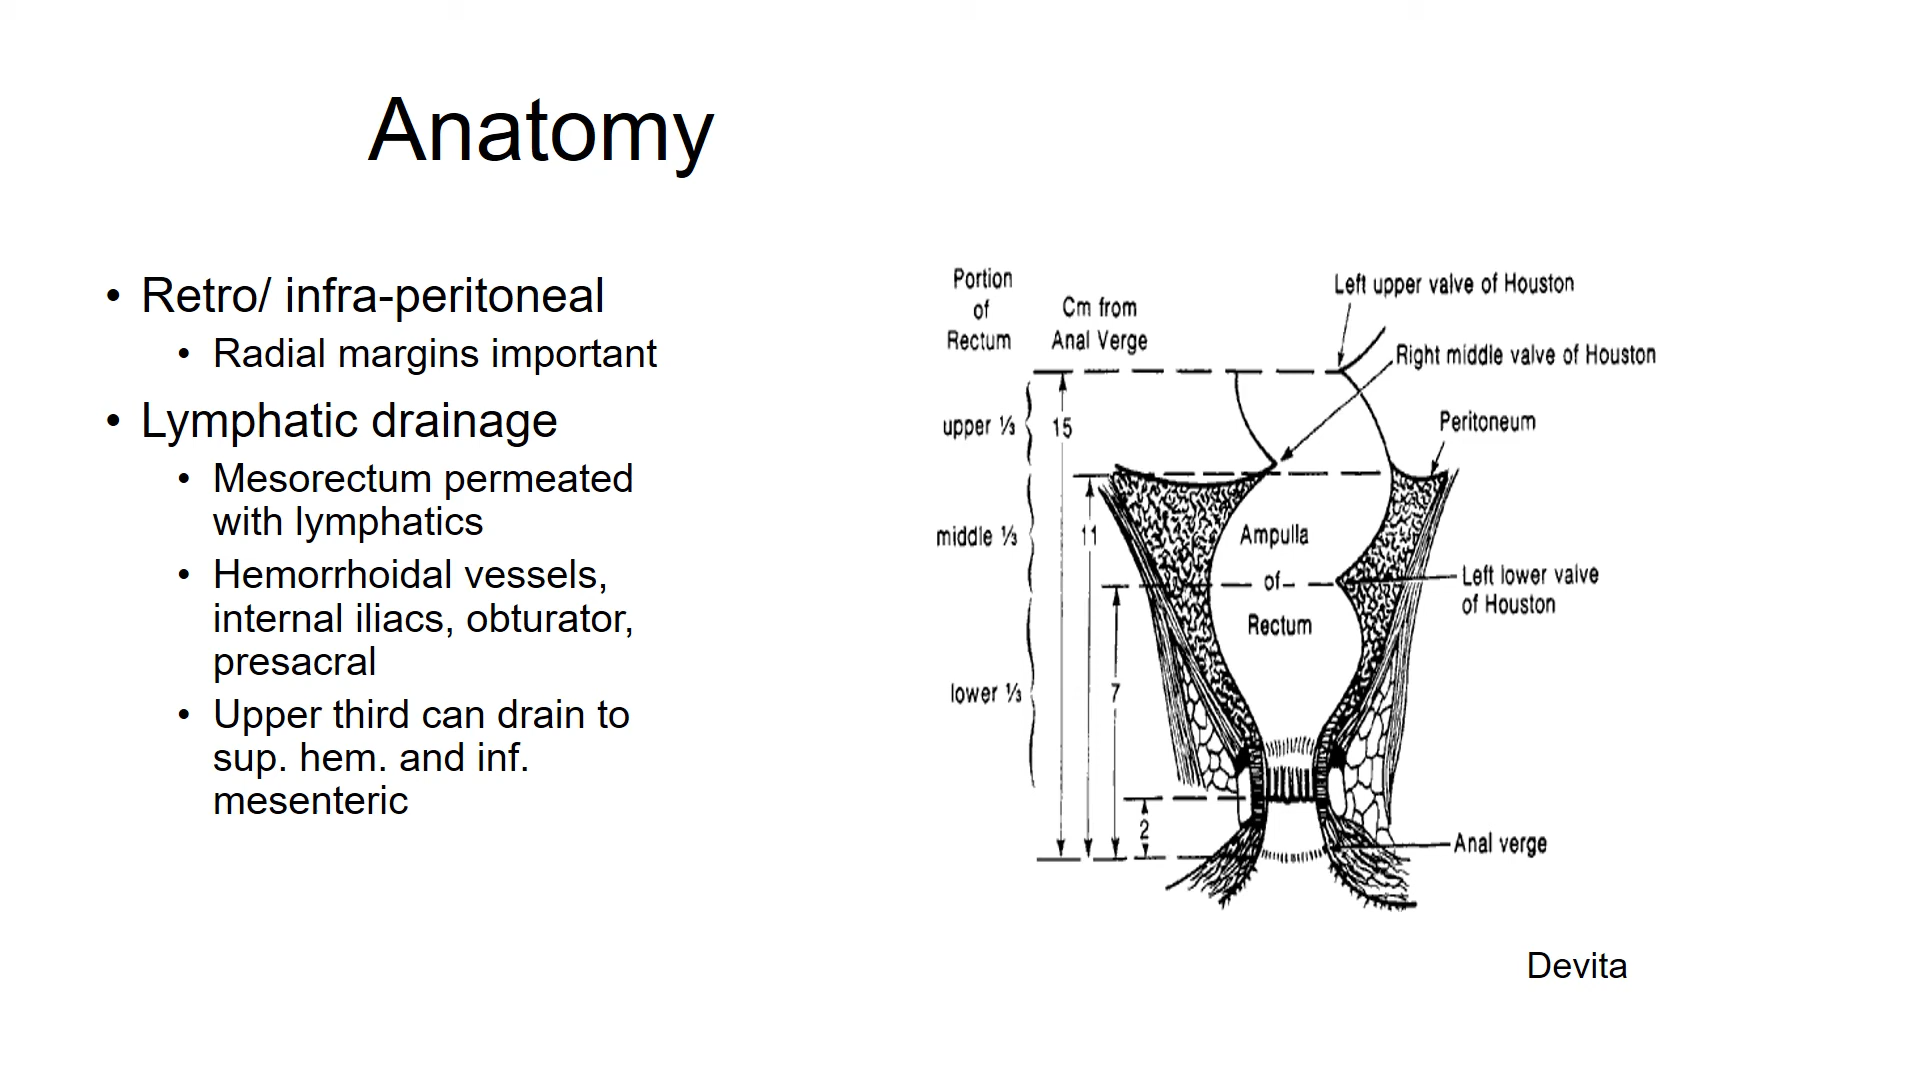 Anatomy
• Retro/ infra-peritoneal
• Radial margins important
• Lymphatic drainage
• Mesorectum permeated
with lymphatics
• Hemorrhoidal vessels,
internal iliacs, obturator,
presacral
• Upper third can drain to
sup. hem. and inf.
mesenteric
Portion
of
Rectum
Cm from
Anal Verge
Left upper valve of Houston
Right middle valve of Houston
Peritoneum
upper ⅓
15
middle ⅓
11
Ampulla
of
Rectum
Left lower valve
of Houston
lower ⅓
7
2
Anal verge
Devita